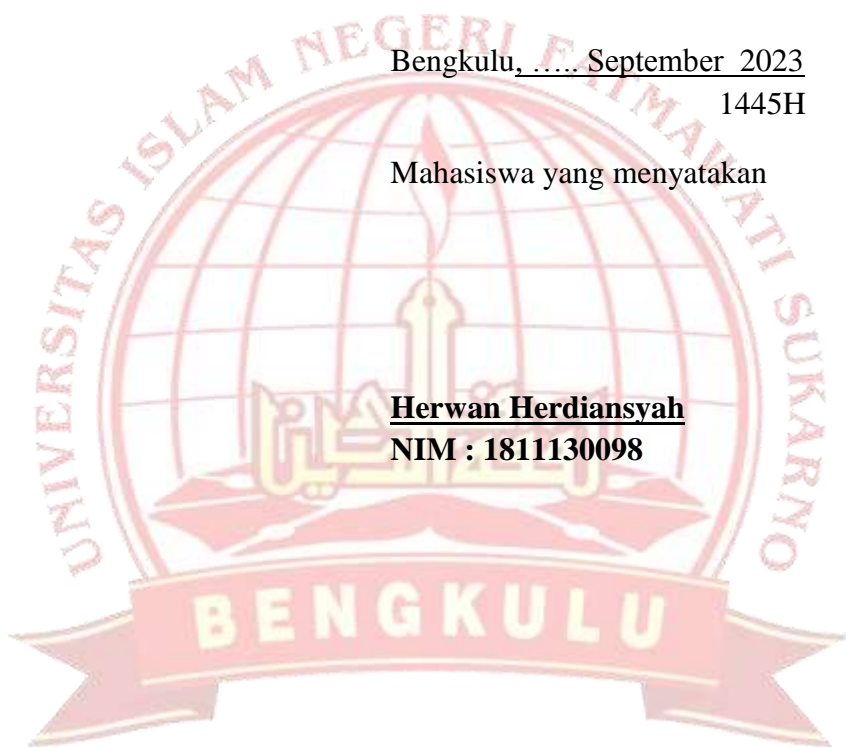 Bengkulu, ….. September 2023
1445H
Mahasiswa yang menyatakan
Herwan Herdiansyah
NIM : 1811130098
UNIVERSITAS ISLAM NEGERI FATMAWATI SUKARNO
BENGKULU